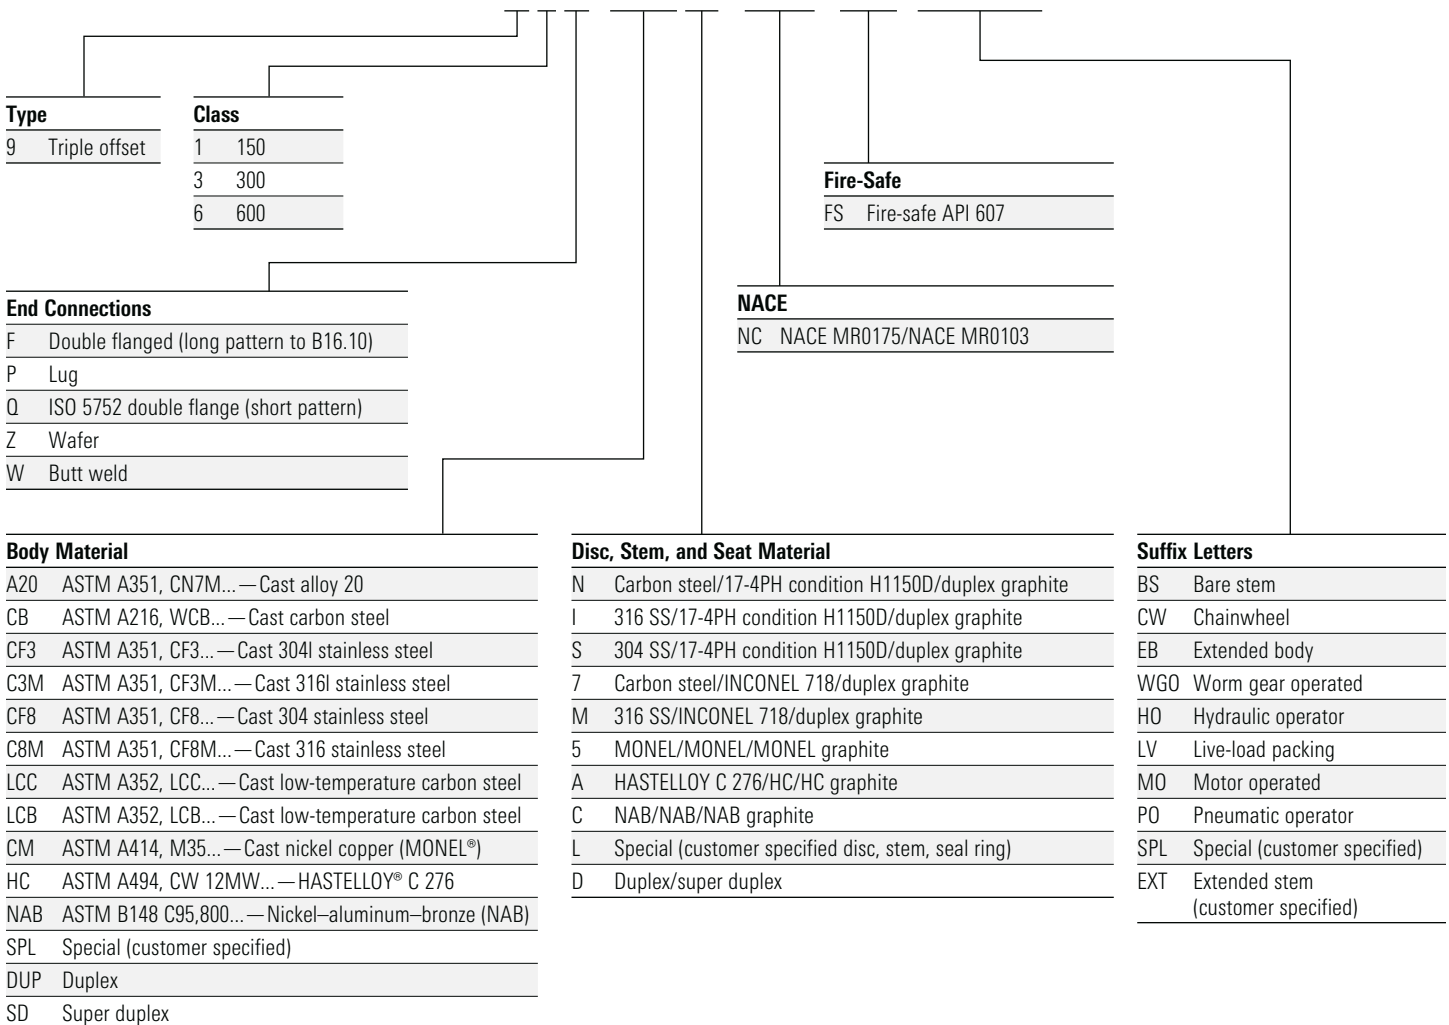 Type
9 Triple offset
Class
1 150
3 300
6 600
Fire-Safe
FS Fire-safe API 607
End Connections
F Double flanged (long pattern to B16.10)
P Lug
Q ISO 5752 double flange (short pattern)
Z Wafer
W Butt weld
NACE
NC NACE MR0175/NACE MR0103
Body Material
A20 ASTM A351, CN7M...—Cast alloy 20
CB ASTM A216, WCB...—Cast carbon steel
CF3 ASTM A351, CF3...—Cast 304l stainless steel
C3M ASTM A351, CF3M...—Cast 316l stainless steel
CF8 ASTM A351, CF8...—Cast 304 stainless steel
C8M ASTM A351, CF8M...—Cast 316 stainless steel
LCC ASTM A352, LCC...—Cast low-temperature carbon steel
LCB ASTM A352, LCB...—Cast low-temperature carbon steel
CM ASTM A414, M35...—Cast nickel copper (MONEL®)
HC ASTM A494, CW 12MW...—HASTELLOY® C 276
NAB ASTM B148 C95,800...—Nickel–aluminum–bronze (NAB)
SPL Special (customer specified)
DUP Duplex
SD Super duplex
Disc, Stem, and Seat Material
N Carbon steel/17-4PH condition H1150D/duplex graphite
I 316 SS/17-4PH condition H1150D/duplex graphite
S 304 SS/17-4PH condition H1150D/duplex graphite
7 Carbon steel/INCONEL 718/duplex graphite
M 316 SS/INCONEL 718/duplex graphite
5 MONEL/MONEL/MONEL graphite
A HASTELLOY C 276/HC/HC graphite
C NAB/NAB/NAB graphite
L Special (customer specified disc, stem, seal ring)
D Duplex/super duplex
Suffix Letters
BS Bare stem
CW Chainwheel
EB Extended body
WGO Worm gear operated
HO Hydraulic operator
LV Live-load packing
MO Motor operated
PO Pneumatic operator
SPL Special (customer specified)
EXT Extended stem
(customer specified)